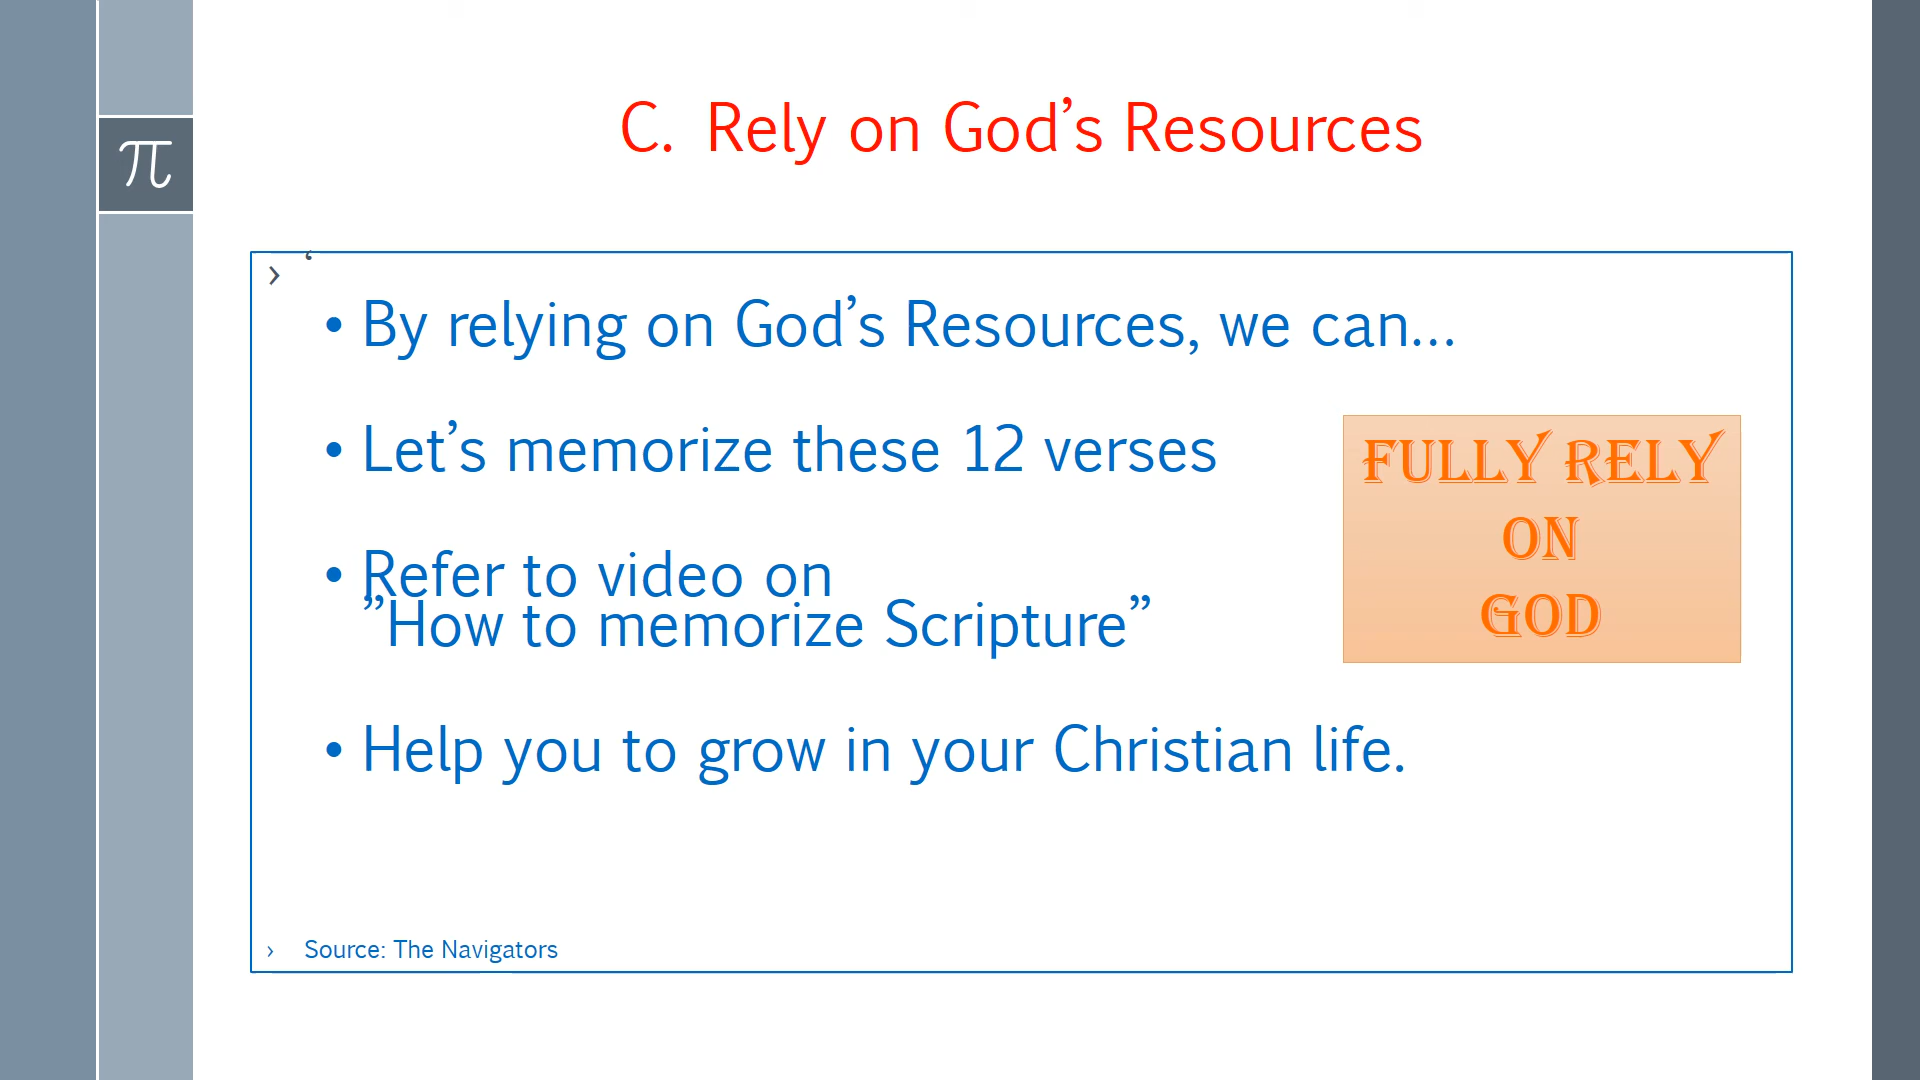 π
C. Rely on God’s Resources
› ‘
• By relying on God’s Resources, we can...
• Let’s memorize these 12 verses
• Refer to video on
”How to memorize Scripture”
• Help you to grow in your Christian life.
FULLY RELY
ON
GOD
› Source: The Navigators